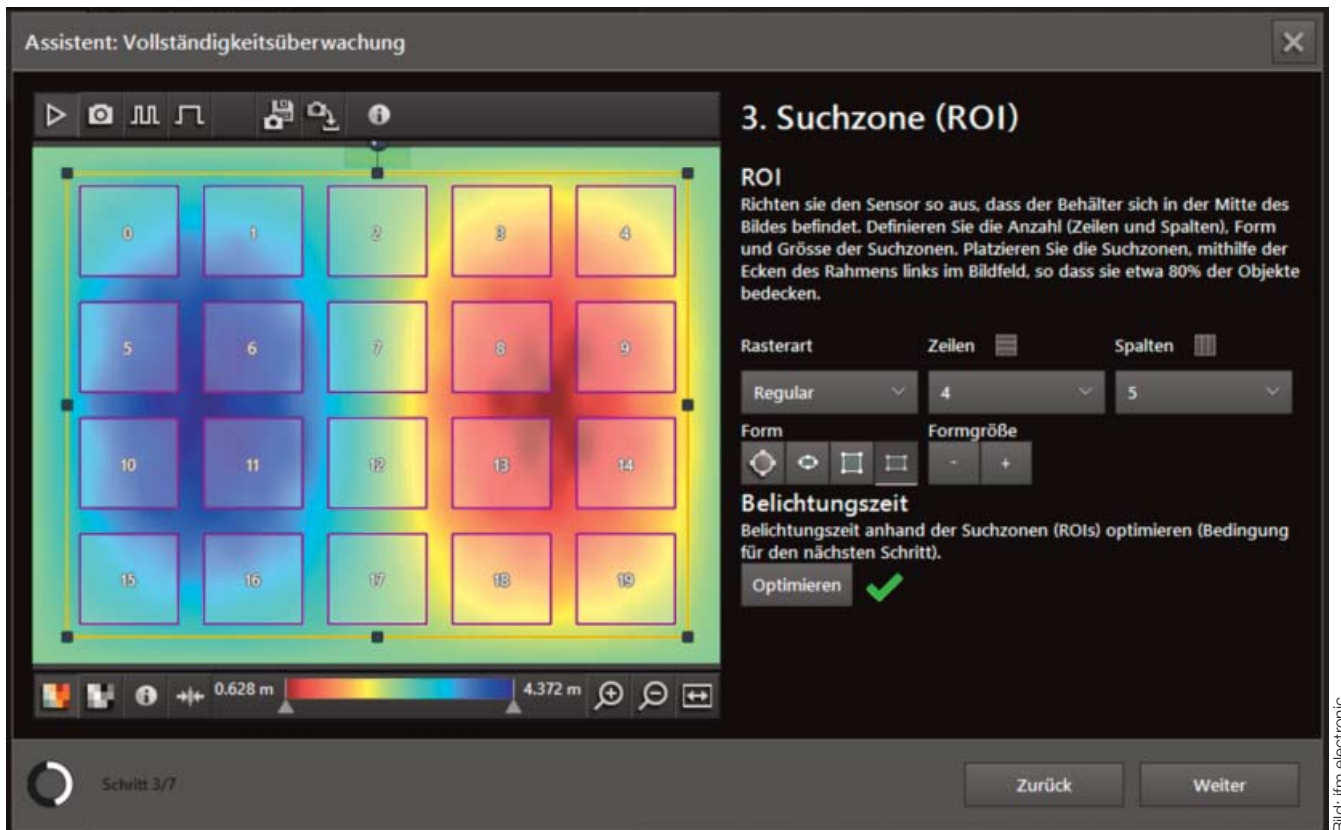 Assistent: Vollständigkeitsüberwachung
3. Suchzone (ROI)
ROI
Richten sie den Sensor so aus, dass der Behälter sich in der Mitte des
Bildes befindet. Definieren Sie die Anzahl (Zeilen und Spalten), Form
und Grösse der Suchzonen. Platzieren Sie die Suchzonen, mithilfe der
Ecken des Rahmens links im Bildfeld, so dass sie etwa 80% der Objekte
bedecken.
Rasterart Zeilen Spalten
Regular 4 5
Form Formgröße
- +
Belichtungszeit
Belichtungszeit anhand der Suchzonen (ROIs) optimieren (Bedingung
für den nächsten Schritt).
Optimieren
0 1 2 3 4
5 6 7 8 9
10 11 12 13 14
15 16 17 18 19
0.628 m 4.372 m
Schritt 3/7
Zurück Weiter
Bild: ifm electronic